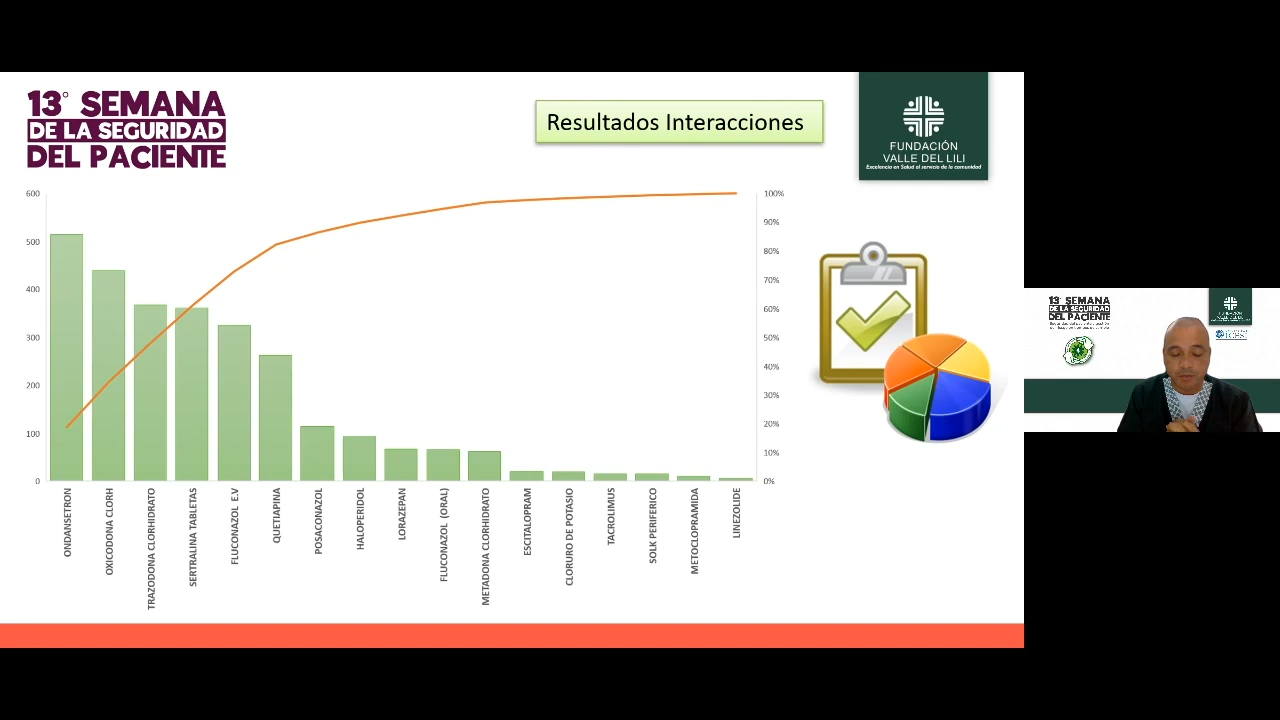 13° SEMANA
DE LA SEGURIDAD
DEL PACIENTE
Resultados Interacciones
FUNDACIÓN
VALLE DEL LILI
Excelencia en Salud al servicio de la comunidad
600
500
400
300
200
100
0
100%
90%
80%
70%
60%
50%
40%
30%
20%
10%
0%
ONDANSETRON
OXICODONA CLORH
TRAZODONA CLORHIDRATO
SERTRALINA TABLETAS
FLUCONAZOL E.V
QUETIAPINA
POSACONAZOL
HALOPERIDOL
LORAZEPAN
FLUCONAZOL (ORAL)
METADONA CLORHIDRATO
ESCITALOPRAM
CLORURO DE POTASIO
TACROLIMUS
SOLK PERIFERICO
METOCLOPRAMIDA
LINEZOLIDE
13° SEMANA
DE LA SEGURIDAD
DEL PACIENTE